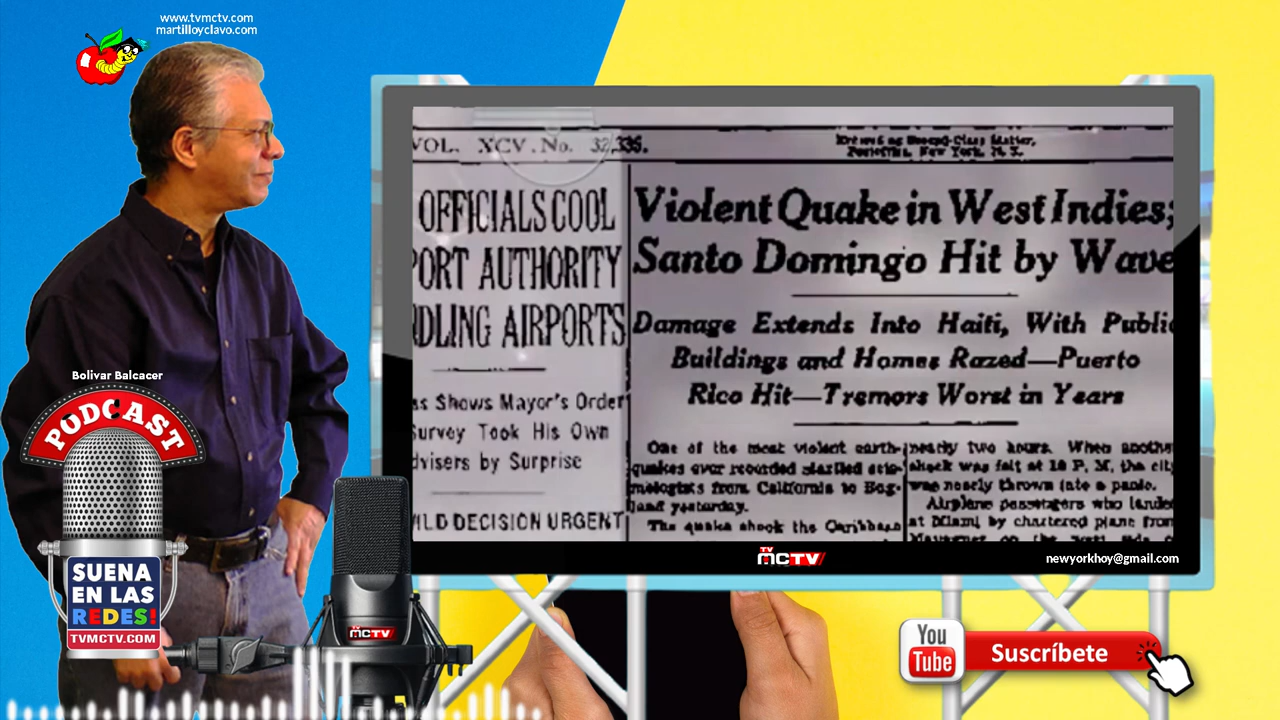 www.tvmctv.com
martilloyclavo.com
VOL. XCV. No. 32,335.
OFFICIALS COOL
PORT AUTHORITY
DLING AIRPORTS
as Shows Mayor's Order
Survey Took His Own
dvisers by Surprise
ILD DECISION URGENT
Violent Quake in West Indies;
Santo Domingo Hit by Wave
Damage Extends Into Haiti, With Public
Buildings and Homes Razed—Puerto
Rico Hit—Tremors Worst in Years
One of the most violent earth-
quakes ever recorded startled seis-
mologists from California to Eng-
land yesterday.
The quake shook the Caribbean
nearly two hours. When another
shock was felt at 10 P. M. the city
was nearly thrown into a panic.
Airplane passengers who landed
at Miami by chartered plane from
Bolivar Balcacer
PODCAST
SUENA
EN LAS
REDES!
TVMCTV.COM
TV
MCTV
TV
MCTV
newyorkhoy@gmail.com
You
Tube
Suscríbete